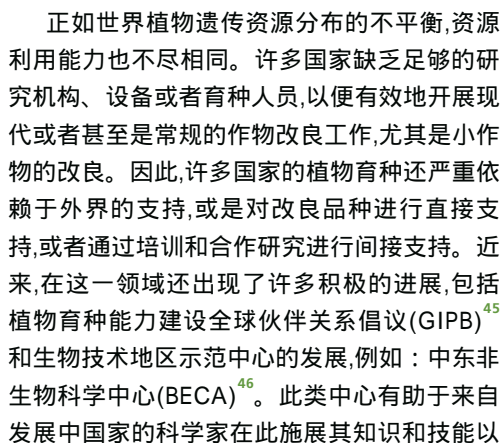 正如世界植物遗传资源分布的不平衡,资源
利用能力也不尽相同。许多国家缺乏足够的研
究机构、设备或者育种人员,以便有效地开展现
代或者甚至是常规的作物改良工作,尤其是小作
物的改良。因此,许多国家的植物育种还严重依
赖于外界的支持,或是对改良品种进行直接支
持,或者通过培训和合作研究进行间接支持。近
来,在这一领域还出现了许多积极的进展,包括
植物育种能力建设全球伙伴关系倡议(GIPB)45
和生物技术地区示范中心的发展,例如：中东非
生物科学中心(BECA)46。此类中心有助于来自
发展中国家的科学家在此施展其知识和技能以